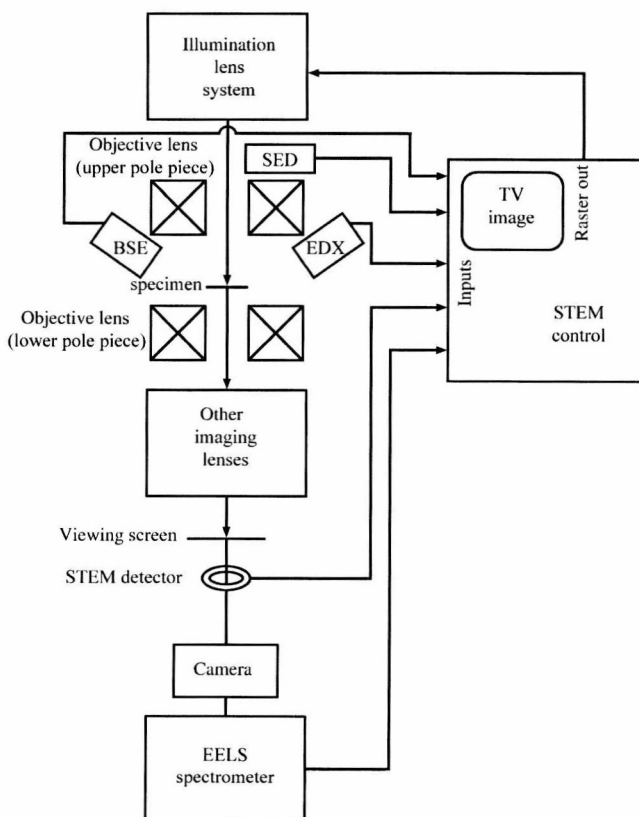 Illumination
lens
system
Objective lens
(upper pole piece)
SED
BSE
EDX
TV
image
Raster out
Inputs
STEM
control
specimen
Objective lens
(lower pole piece)
Other
imaging
lenses
Viewing screen
STEM detector
Camera
EELS
spectrometer